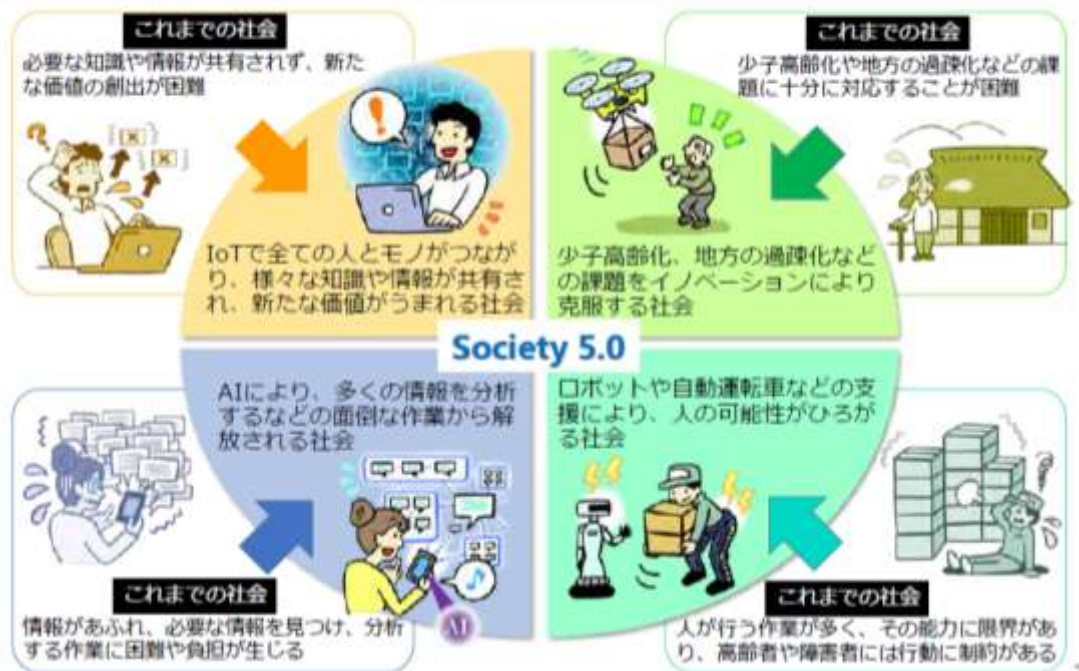 これまでの社会
必要な知識や情報が共有されず、新た
な価値の創出が困難
IoTで全ての人とモノがつなが
り、様々な知識や情報が共有さ
れ、新たな価値がうまれる社会
これまでの社会
少子高齢化や地方の過疎化などの課
題に十分に対応することが困難
少子高齢化、地方の過疎化など
の課題をイノベーションにより
克服する社会
Society 5.0
AIにより、多くの情報を分析
するなどの面倒な作業から解
放される社会
AI
これまでの社会
情報があふれ、必要な情報を見つけ、分析
する作業に困難や負担が生じる
ロボットや自動運転車などの支
援により、人の可能性がひろが
る社会
これまでの社会
人が行う作業が多く、その能力に限界があ
り、高齢者や障害者には行動に制約がある